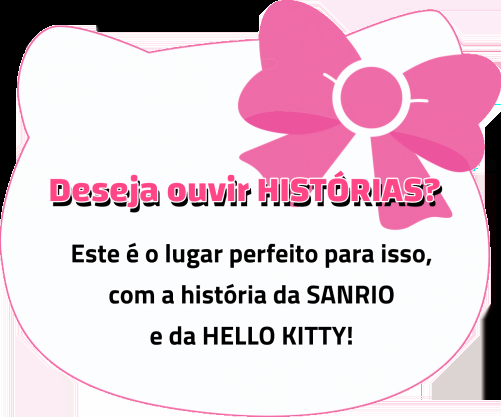 Deseja ouvir HISTÓRIAS?
Este é o lugar perfeito para isso,
com a história da SANRIO
e da HELLO KITTY!